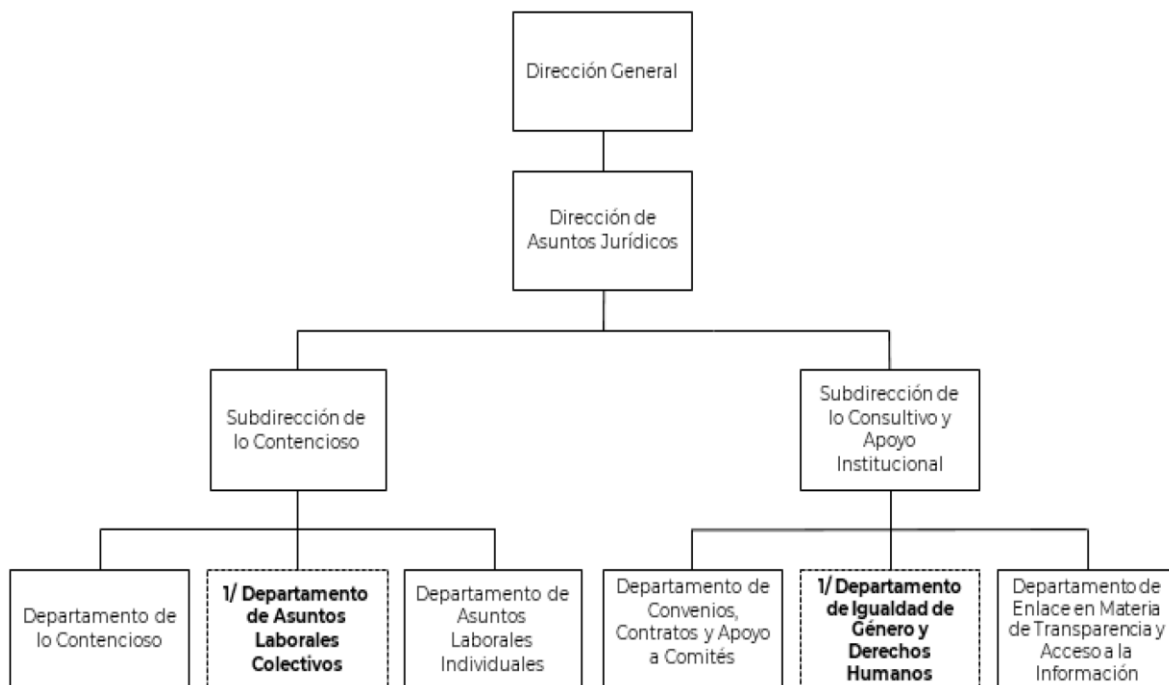 Dirección General
Dirección de
Asuntos Jurídicos
Subdirección de
lo Contencioso
Subdirección de
lo Consultivo y
Apoyo
Institucional
Departamento de
lo Contencioso
1/ Departamento
de Asuntos
Laborales
Colectivos
Departamento de
Asuntos
Laborales
Individuales
Departamento de
Convenios,
Contratos y Apoyo
a Comités
1/ Departamento
de Igualdad de
Género y
Derechos
Humanos
Departamento de
Enlace en Materia
de Transparencia y
Acceso a la
Información